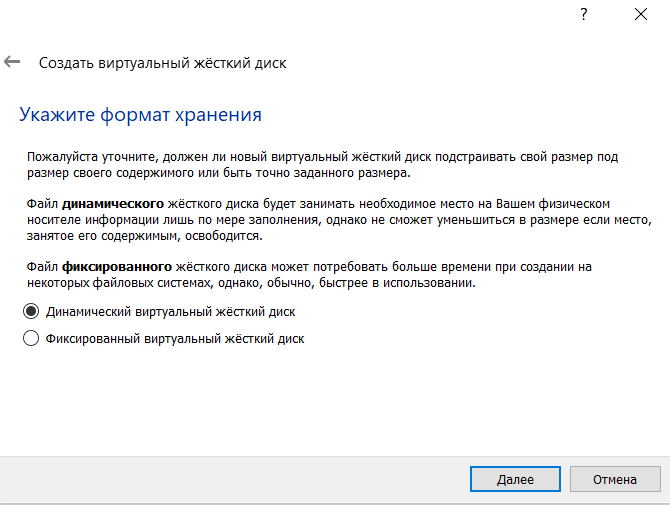 ?
Создать виртуальный жёсткий диск
Укажите формат хранения
Пожалуйста уточните, должен ли новый виртуальный жёсткий диск подстраивать свой размер под
размер своего содержимого или быть точно заданного размера.
Файл динамического жёсткого диска будет занимать необходимое место на Вашем физическом
носителе информации лишь по мере заполнения, однако не сможет уменьшиться в размере если место,
занятое его содержимым, освободится.
Файл фиксированного жёсткого диска может потребовать больше времени при создании на
некоторых файловых системах, однако, обычно, быстрее в использовании.
Динамический виртуальный жёсткий диск
Фиксированный виртуальный жёсткий диск
Далее Отмена